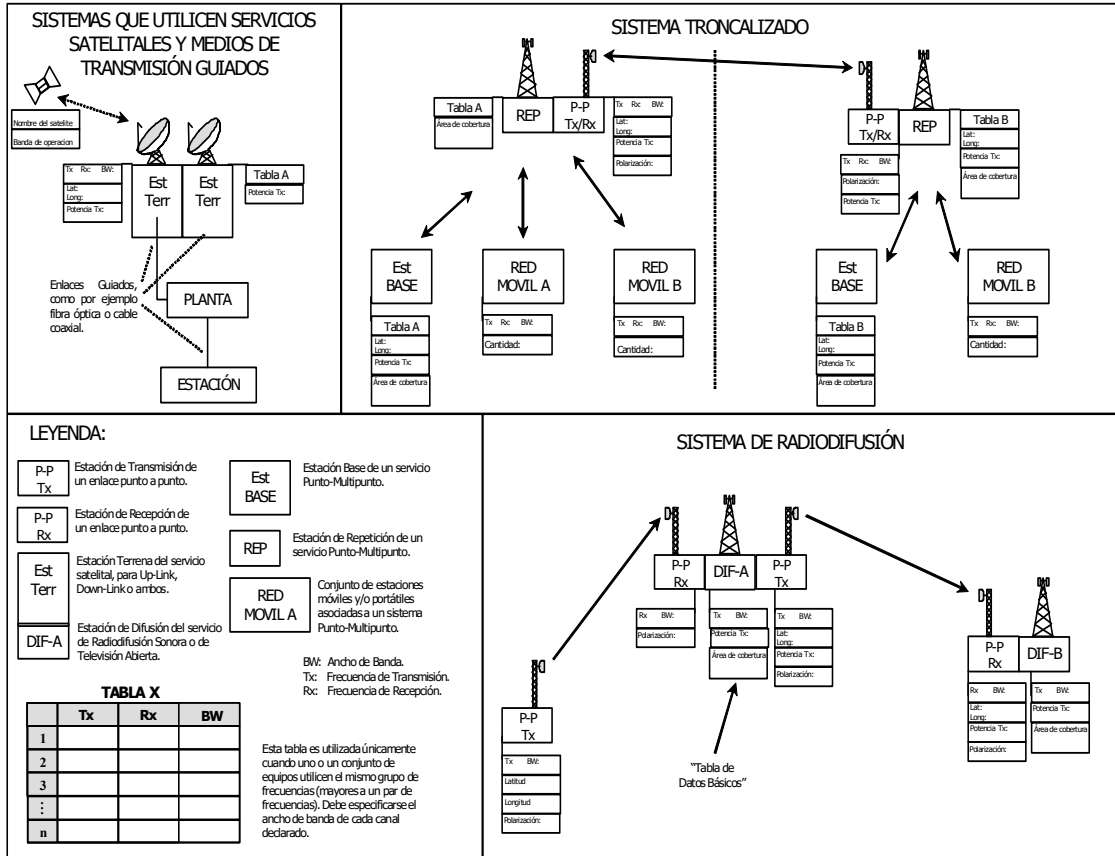 SISTEMAS QUE UTILICEN SERVICIOS
SATELITALES Y MEDIOS DE
TRANSMISIÓN GUIADOS
Nombre del satelite
Banda de operacion
Tx Rx: BW:
Lat:
Long:
Potencia Tx:
Est
Terr
Est
Terr
Tabla A
Potencia Tx:
Enlaces Guiados,
como por ejemplo
fibra óptica o cable
coaxial.
PLANTA
ESTACIÓN
SISTEMA TRONCALIZADO
Tabla A
Área de cobertura
REP
P-P
Tx/Rx
Tx Rx: BW:
Lat:
Long:
Potencia Tx:
Polarización:
P-P
Tx/Rx
REP
Tx Rx: BW:
Polarización:
Potencia Tx:
Tabla B
Lat:
Long:
Potencia Tx:
Área de cobertura
Est
BASE
Tabla A
Lat:
Long:
Potencia Tx:
Área de cobertura
RED
MOVIL A
Tx Rx: BW:
Cantidad:
RED
MOVIL B
Tx Rx: BW:
Cantidad:
Est
BASE
Tabla B
Lat:
Long:
Potencia Tx:
Área de cobertura
RED
MOVIL B
Tx Rx: BW:
Cantidad:
LEYENDA:
P-P
Tx
Estación de Transmisión de
un enlace punto a punto.
P-P
Rx
Estación de Recepción de
un enlace punto a punto.
Est
Terr
Estación Terrena del servicio
satelital, para Up-Link,
Down-Link o ambos.
DIF-A
Estación de Difusión del servicio
de Radiodifusión Sonora o de
Televisión Abierta.
Est
BASE
Estación Base de un servicio
Punto-Multipunto.
REP
Estación de Repetición de un
servicio Punto-Multipunto.
RED
MOVIL A
Conjunto de estaciones
móviles y/o portátiles
asociadas a un sistema
Punto-Multipunto.
BW: Ancho de Banda.
Tx: Frecuencia de Transmisión.
Rx: Frecuencia de Recepción.
TABLA X
Tx Rx BW
1
2
3
⋮
n
Esta tabla es utilizada únicamente
cuando uno o un conjunto de
equipos utilicen el mismo grupo de
frecuencias (mayores a un par de
frecuencias). Debe especificarse el
ancho de banda de cada canal
declarado.
SISTEMA DE RADIODIFUSIÓN
P-P
Rx
DIF-A
P-P
Tx
Rx BW:
Polarización:
Tx BW:
Potencia Tx:
Área de cobertura
Tx BW:
Lat:
Long:
Potencia Tx:
Polarización:
P-P
Tx
Tx BW:
Latitud
Longitud
Polarización:
"Tabla de
Datos Básicos"
P-P
Rx
DIF-B
Rx BW:
Lat:
Long:
Potencia Tx:
Polarización:
Tx BW:
Potencia Tx:
Área de cobertura